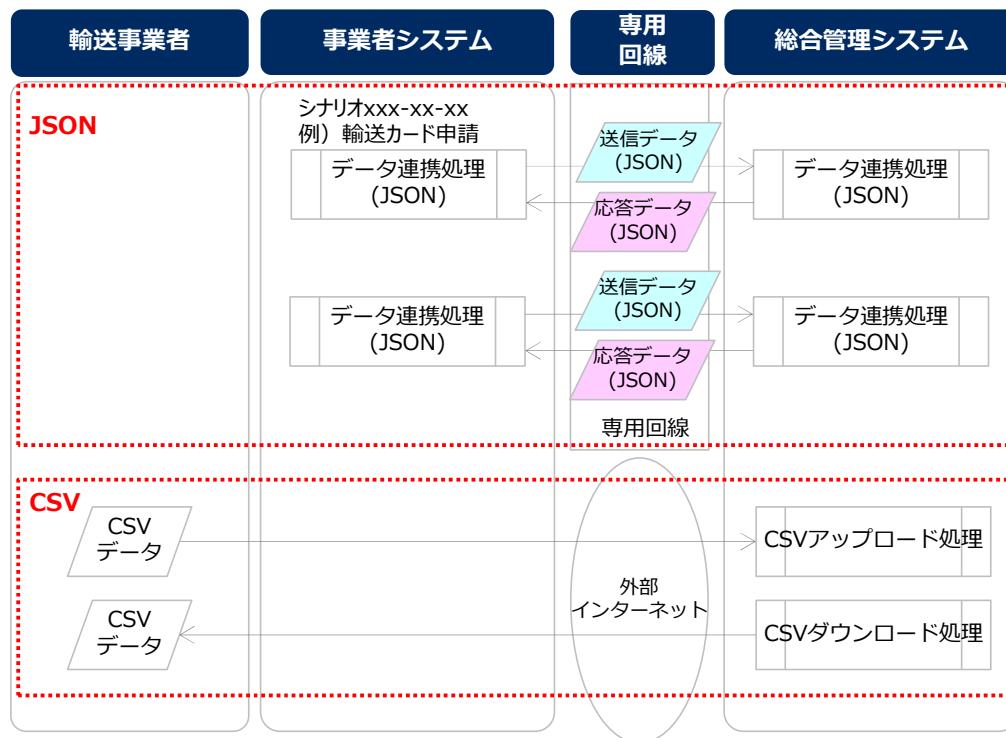 輸送事業者
事業者システム
専用
回線
総合管理システム
JSON
シナリオxxx-xx-xx
例）輸送カード申請
データ連携処理
(JSON)
送信データ
(JSON)
データ連携処理
(JSON)
応答データ
(JSON)
データ連携処理
(JSON)
送信データ
(JSON)
データ連携処理
(JSON)
応答データ
(JSON)
専用回線
CSV
CSV
データ
CSVアップロード処理
外部
インターネット
CSV
データ
CSVダウンロード処理